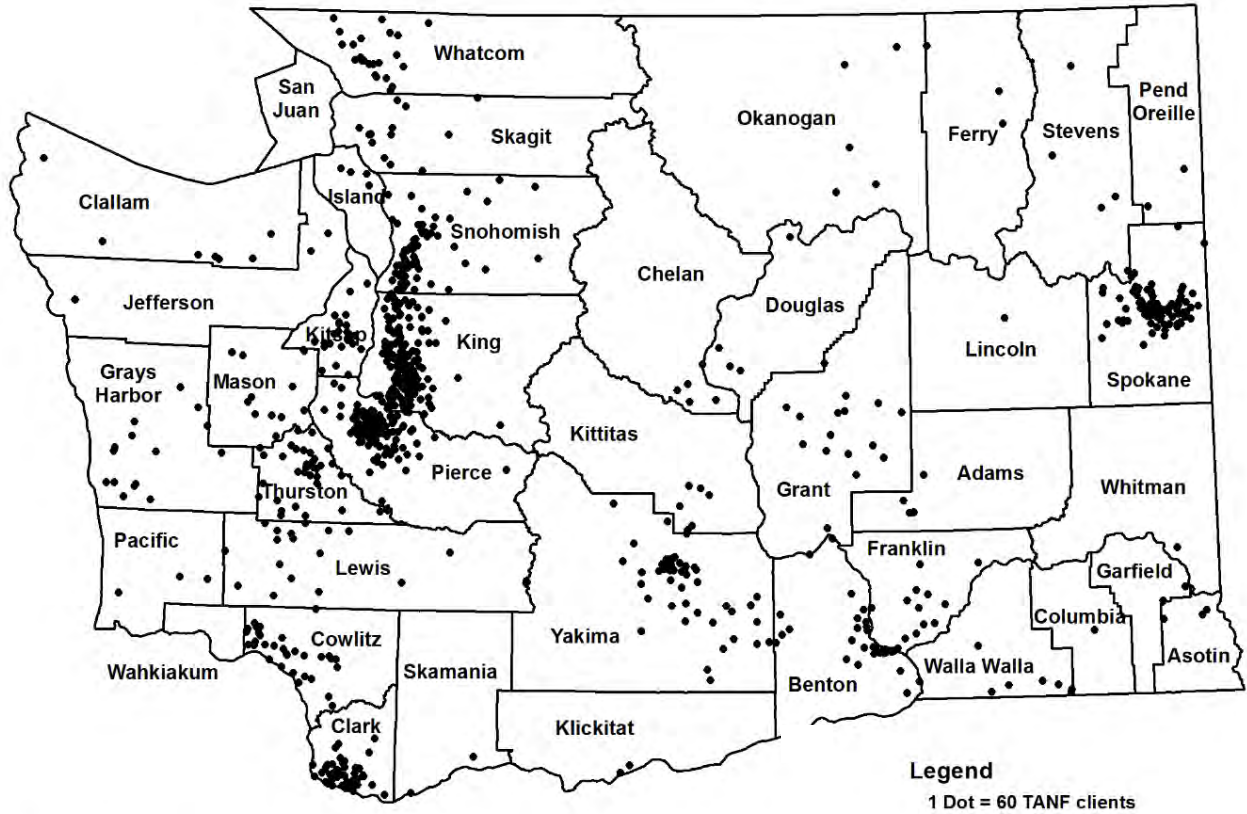 Whatcom
San
Juan
Skagit
Okanogan
Ferry
Stevens
Pend
Oreille
Clallam
Island
Snohomish
Chelan
Douglas
Jefferson
Kitsap
King
Lincoln
Spokane
Grays
Harbor
Mason
Kittitas
Grant
Adams
Whitman
Pierce
Thurston
Pacific
Lewis
Franklin
Garfield
Columbia
Yakima
Cowlitz
Wahkiakum
Skamania
Benton
Walla Walla
Asotin
Clark
Klickitat
Legend
1 Dot = 60 TANF clients